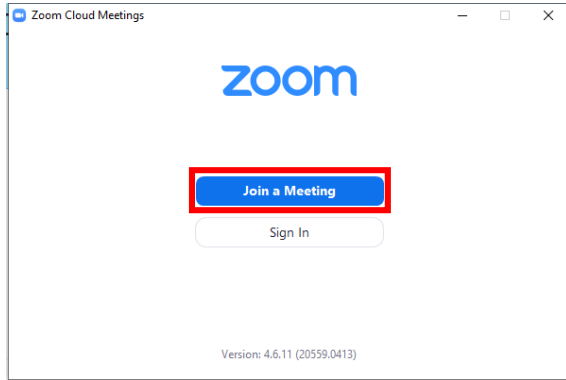 Zoom Cloud Meetings
zoom
Join a Meeting
Sign In
Version: 4.6.11 (20559.0413)